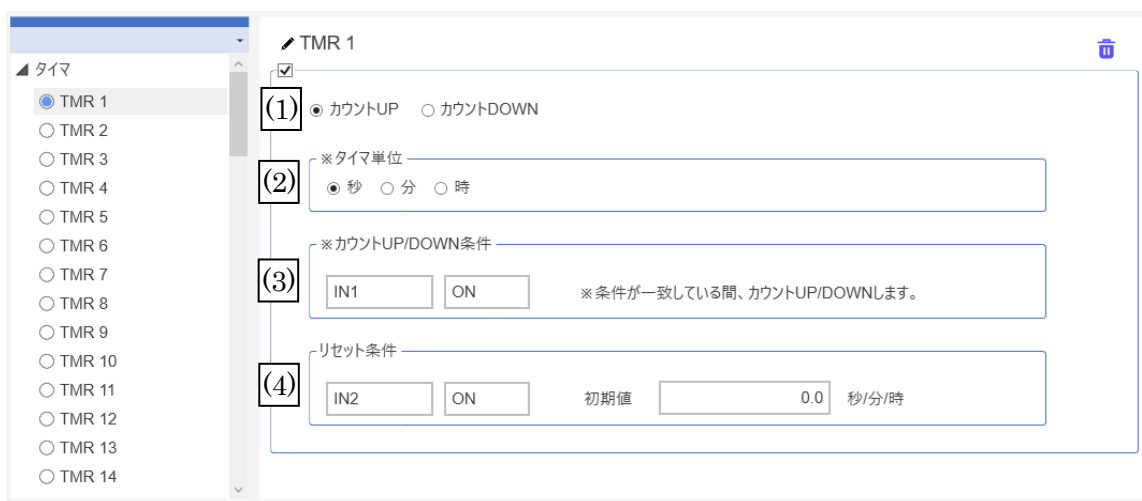 タイマ
TMR 1
TMR 2
TMR 3
TMR 4
TMR 5
TMR 6
TMR 7
TMR 8
TMR 9
TMR 10
TMR 11
TMR 12
TMR 13
TMR 14
TMR 1
(1)
カウントUP カウントDOWN
(2)
※タイマ単位
秒 分 時
(3)
※カウントUP/DOWN条件
IN1 ON ※条件が一致している間、カウントUP/DOWNします。
(4)
リセット条件
IN2 ON 初期値 0.0 秒/分/時